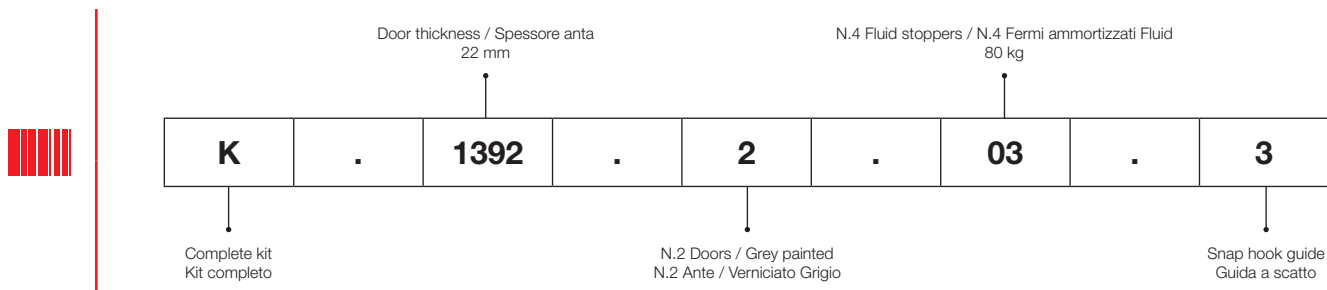 Door thickness / Spessore anta
22 mm
N.4 Fluid stoppers / N.4 Fermi ammortizzati Fluid
80 kg
K . 1392 . 2 . 03 . 3
Complete kit
Kit completo
N.2 Doors / Grey painted
N.2 Ante / Verniciato Grigio
Snap hook guide
Guida a scatto